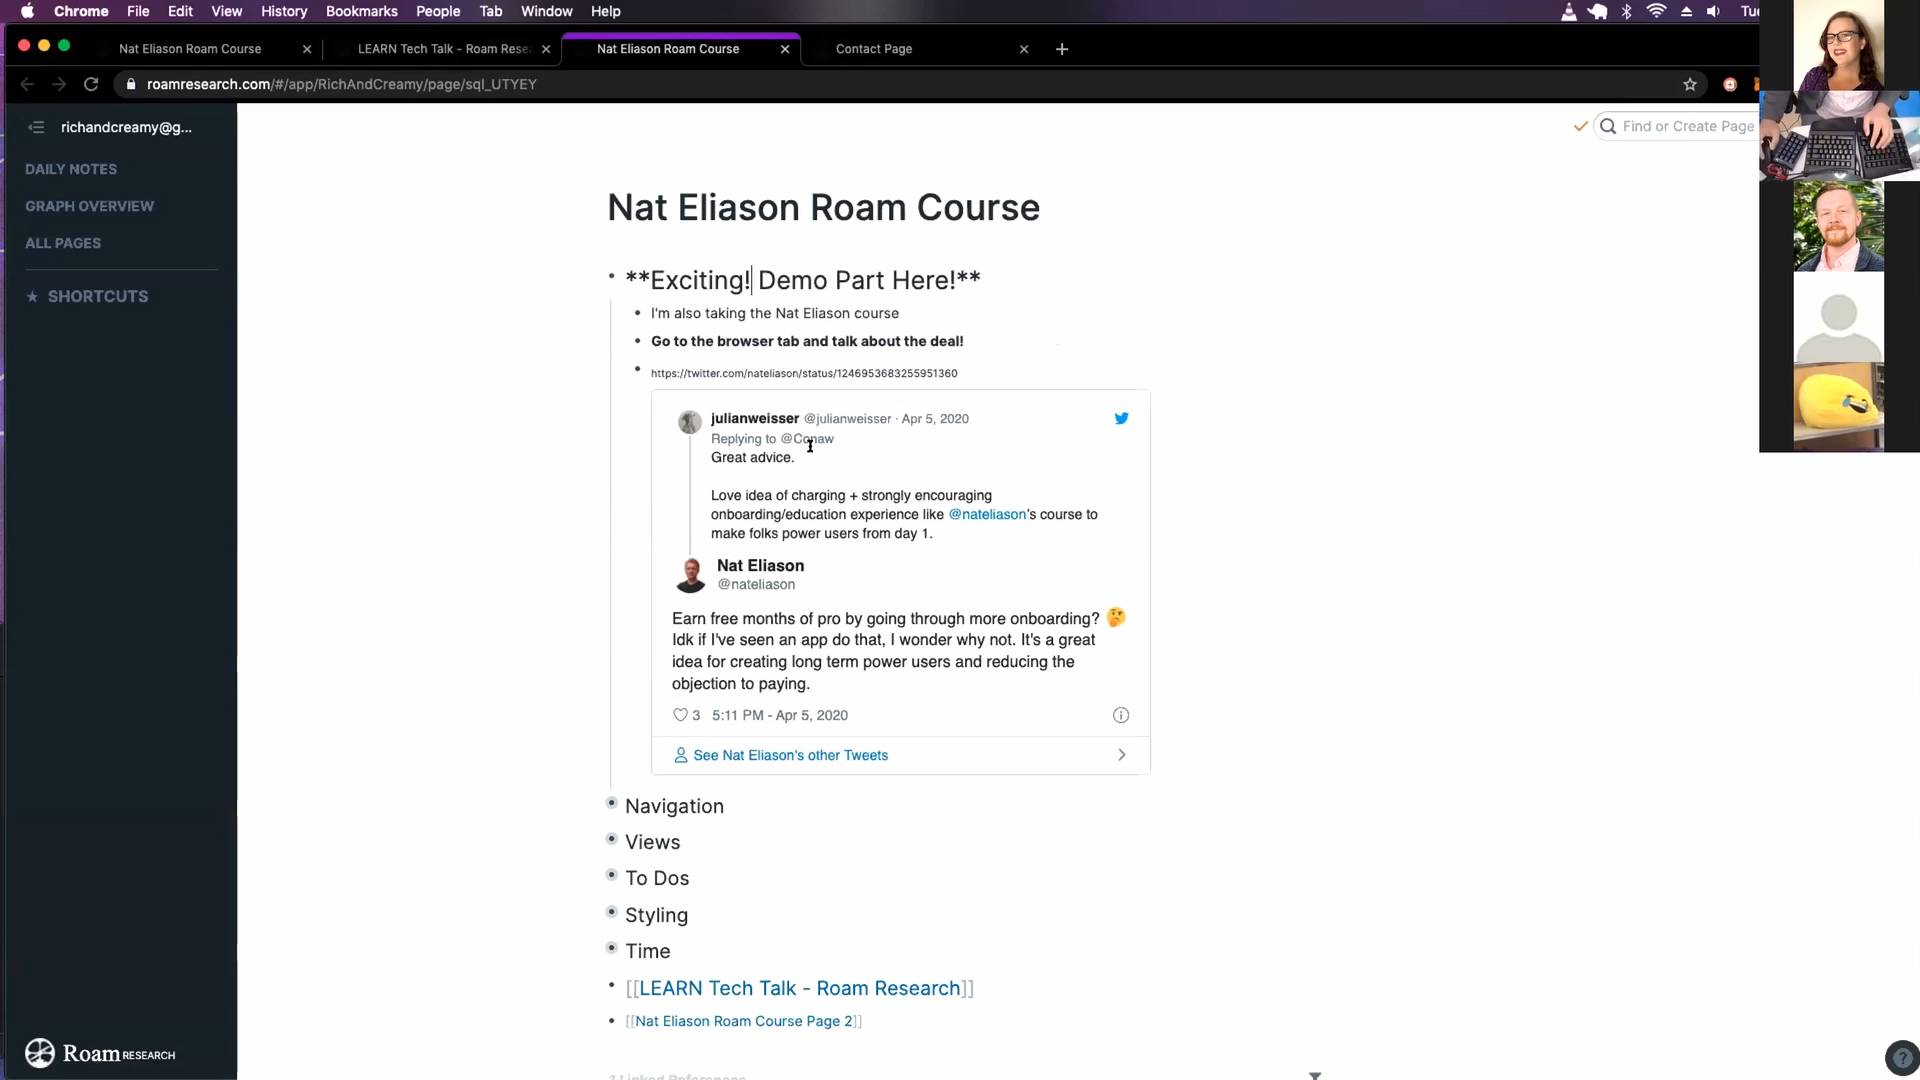 Chrome File Edit View History Bookmarks People Tab Window Help
Nat Eliason Roam Course
LEARN Tech Talk - Roam Rese
Nat Eliason Roam Course
Contact Page
roamresearch.com/#/app/RichAndCreamy/page/sql_UTYEY
richandcreamy@g...
Find or Create Page
DAILY NOTES
GRAPH OVERVIEW
ALL PAGES
★ SHORTCUTS
Nat Eliason Roam Course
**Exciting! Demo Part Here!**
I'm also taking the Nat Eliason course
Go to the browser tab and talk about the deal!
https://twitter.com/nateliason/status/1246953683255951360
julianweisser @julianweisser · Apr 5, 2020
Replying to @Conaw
Great advice.
Love idea of charging + strongly encouraging
onboarding/education experience like @nateliason's course to
make folks power users from day 1.
Nat Eliason
@nateliason
Earn free months of pro by going through more onboarding? 🤔
Idk if I've seen an app do that, I wonder why not. It's a great
idea for creating long term power users and reducing the
objection to paying.
3 5:11 PM - Apr 5, 2020
See Nat Eliason's other Tweets
Navigation
Views
To Dos
Styling
Time
[[LEARN Tech Talk - Roam Research]]
[[Nat Eliason Roam Course Page 2]]
Linked References
Roam RESEARCH
?